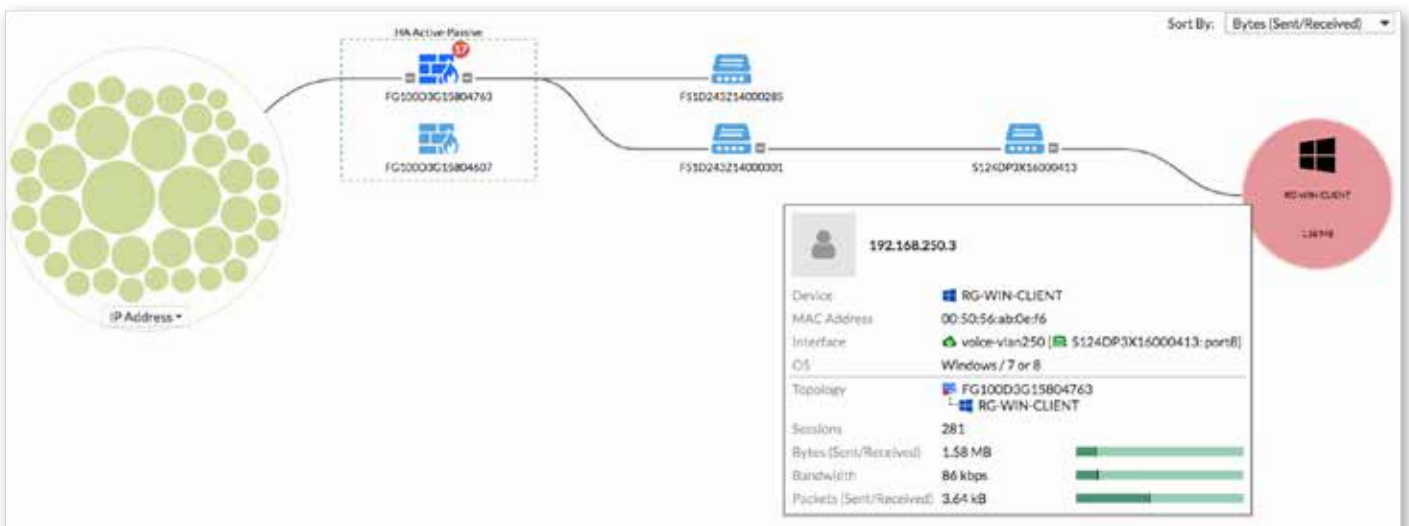 Sort By: Bytes (Sent/Received)
HA Active-Passive
17
FG100D3G15804763
FS1D243Z14000285
FG100D3G15804607
FS1D243Z14000001
S124DP3X16000413
RG-WIN-CLIENT
1.58 MB
IP Address
192.168.250.3
Device RG-WIN-CLIENT
MAC Address 00:50:56:ab:0e:f6
Interface voice-vlan250 [S124DP3X16000413: port8]
OS Windows / 7 or 8
Topology FG100D3G15804763
RG-WIN-CLIENT
Sessions 281
Bytes (Sent/Received) 1.58 MB
Bandwidth 86 kbps
Packets (Sent/Received) 3.64 kB